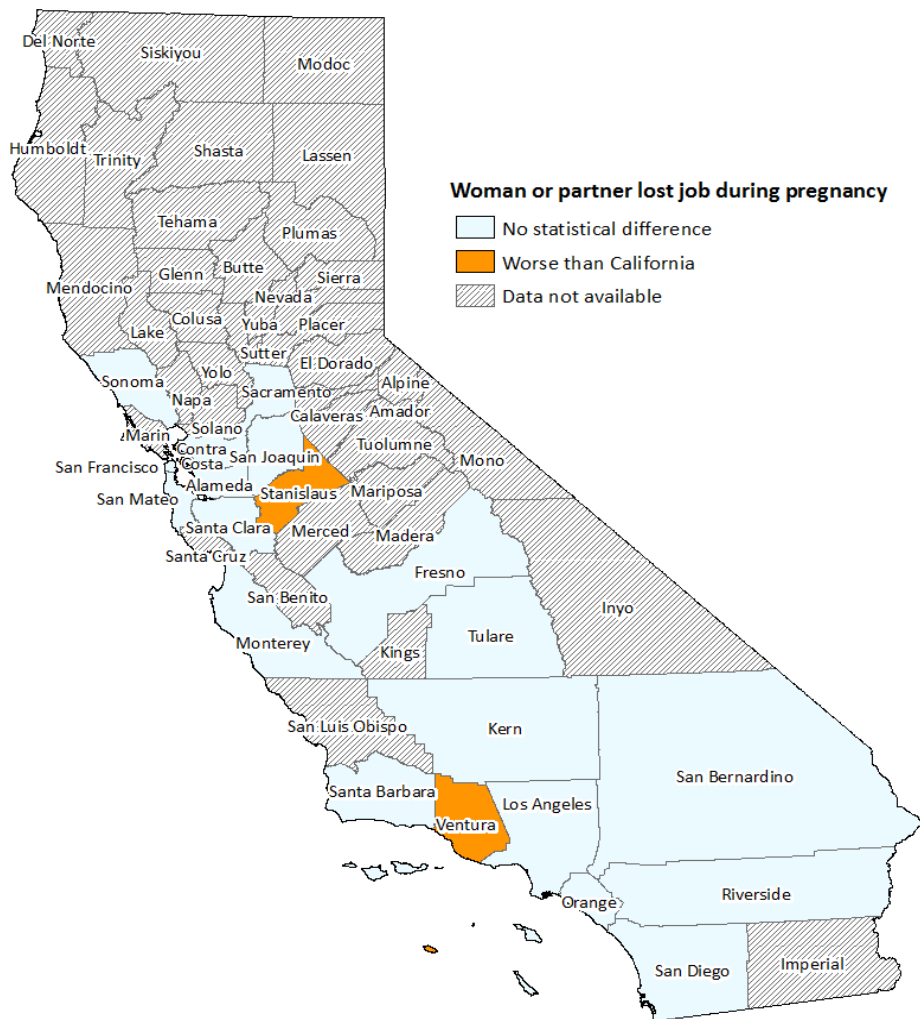 Del Norte
Siskiyou
Modoc
Humboldt
Trinity
Shasta
Lassen
Woman or partner lost job during pregnancy
No statistical difference
Worse than California
Data not available
Tehama
Plumas
Glenn
Butte
Sierra
Mendocino
Nevada
Colusa
Yuba
Placer
Lake
Sutter
El Dorado
Yolo
Sonoma
Sacramento
Alpine
Napa
Calaveras
Amador
Solano
Marin
Tuolumne
Contra
Costa
San Joaquin
Mono
San Francisco
Alameda
Stanislaus
Mariposa
San Mateo
Santa Clara
Merced
Madera
Santa Cruz
Fresno
San Benito
Inyo
Monterey
Kings
Tulare
San Luis Obispo
Kern
San Bernardino
Santa Barbara
Los Angeles
Ventura
Orange
Riverside
San Diego
Imperial